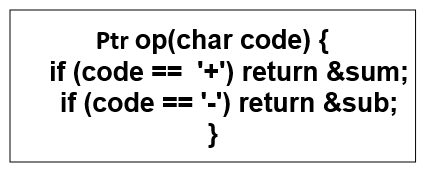 Ptr op(char code) {
if (code == '+') return &sum;
if (code == '-') return &sub;
}